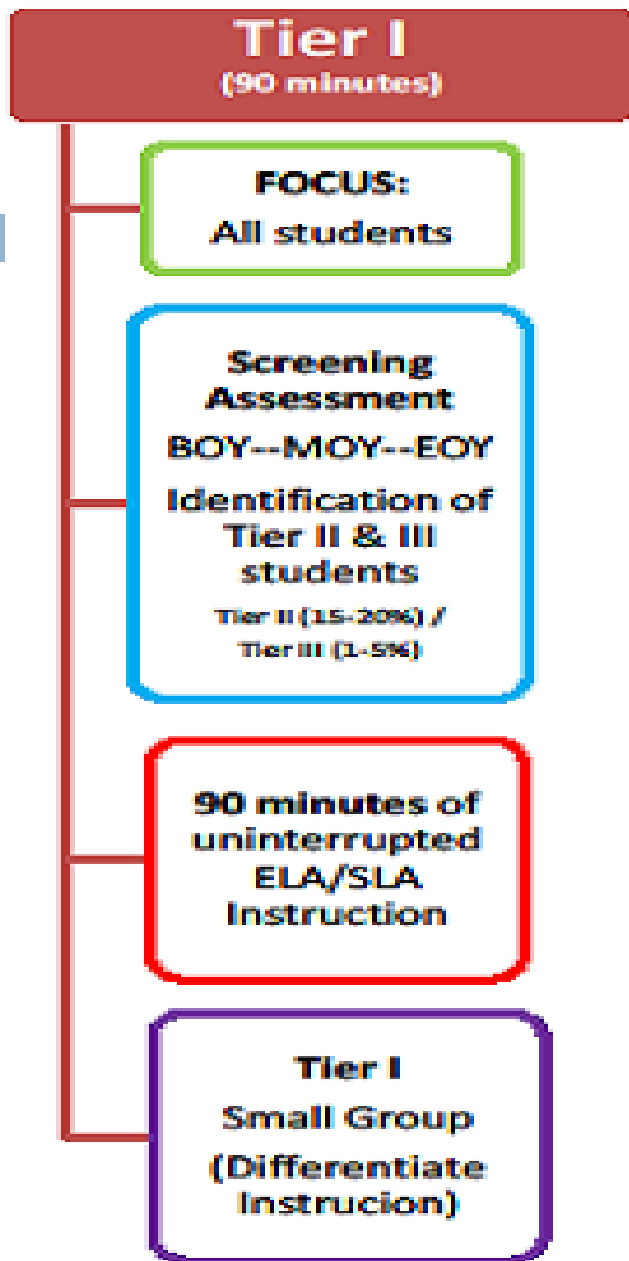 Tier I
(90 minutes)
FOCUS:
All students
Screening
Assessment
BOY--MOY--EOY
Identification of
Tier II & III
students
Tier II (15-20%) /
Tier III (1-5%)
90 minutes of
uninterrupted
ELA/SLA
Instruction
Tier I
Small Group
(Differentiate
Instrucion)